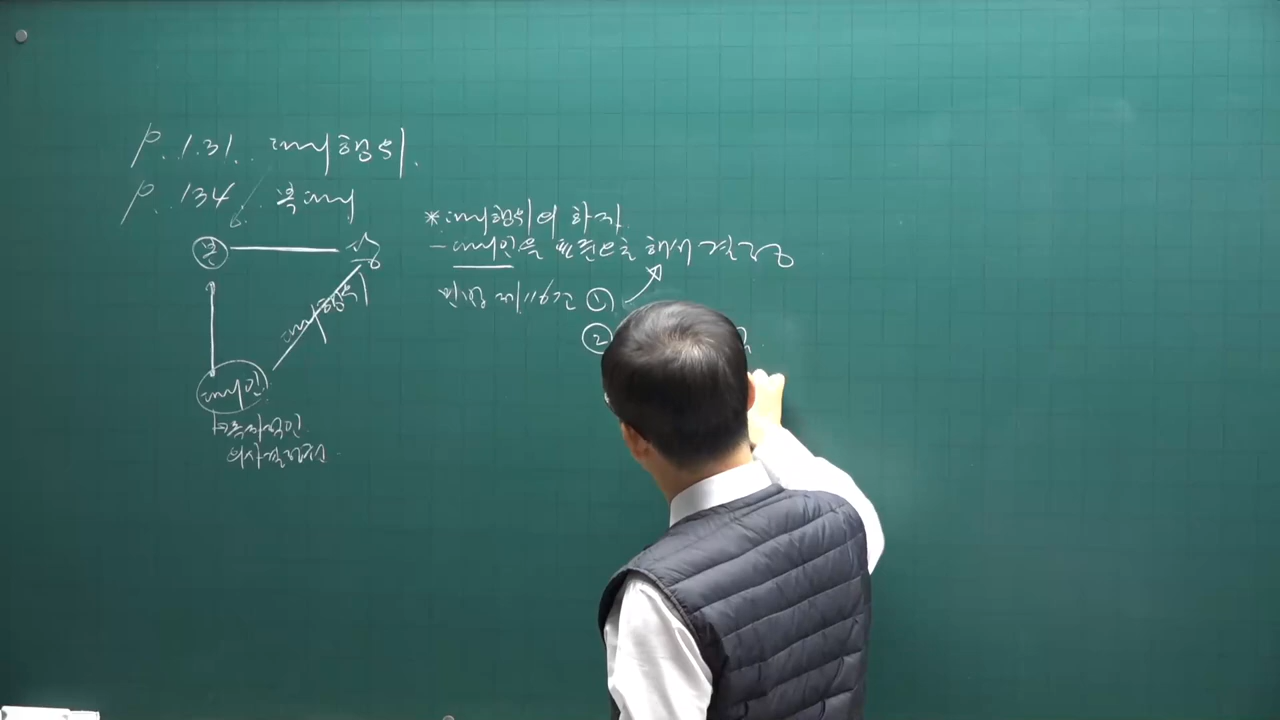 P. 131. 대리행위.
P. 134. 복대리
본 상
대리행위
대리인
* 대리행위의 하자.
- 대리인을 표준으로 해서 결정
민법 제116조 ①
②